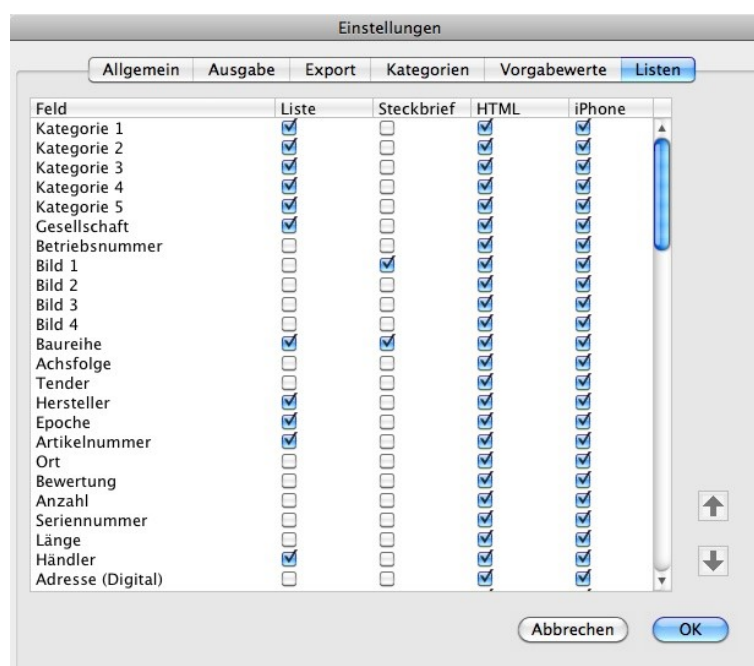 Einstellungen
Allgemein Ausgabe Export Kategorien Vorgabewerte Listen
Feld Liste Steckbrief HTML iPhone
Kategorie 1
Kategorie 2
Kategorie 3
Kategorie 4
Kategorie 5
Gesellschaft
Betriebsnummer
Bild 1
Bild 2
Bild 3
Bild 4
Baureihe
Achsfolge
Tender
Hersteller
Epoche
Artikelnummer
Ort
Bewertung
Anzahl
Seriennummer
Länge
Händler
Adresse (Digital)
Abbrechen OK